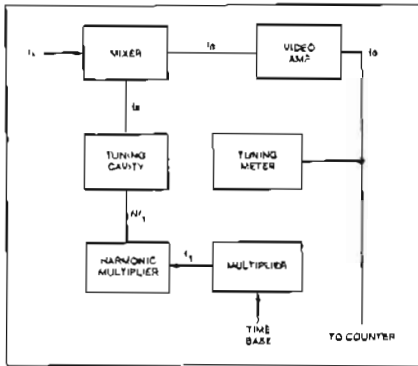 MIXER
VIDEO
AMP
TUNING
CAVITY
TUNING
METER
HARMONIC
MULTIPLIER
MULTIPLIER
TIME
BASE
TO COUNTER